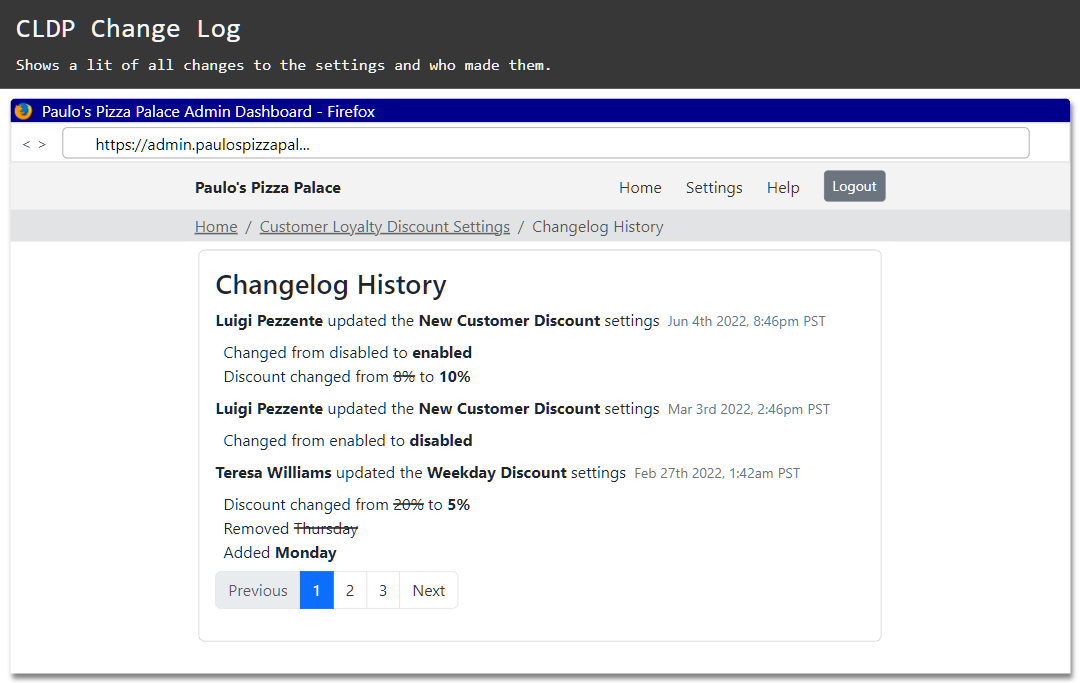 CLDP Change Log
Shows a lit of all changes to the settings and who made them.
Paulo's Pizza Palace Admin Dashboard - Firefox
< > https://admin.paulospizzapal...
Paulo's Pizza Palace Home Settings Help Logout
Home / Customer Loyalty Discount Settings / Changelog History
Changelog History
Luigi Pezzente updated the New Customer Discount settings Jun 4th 2022, 8:46pm PST
Changed from disabled to enabled
Discount changed from 8% to 10%
Luigi Pezzente updated the New Customer Discount settings Mar 3rd 2022, 2:46pm PST
Changed from enabled to disabled
Teresa Williams updated the Weekday Discount settings Feb 27th 2022, 1:42am PST
Discount changed from 20% to 5%
Removed Thursday
Added Monday
Previous 1 2 3 Next